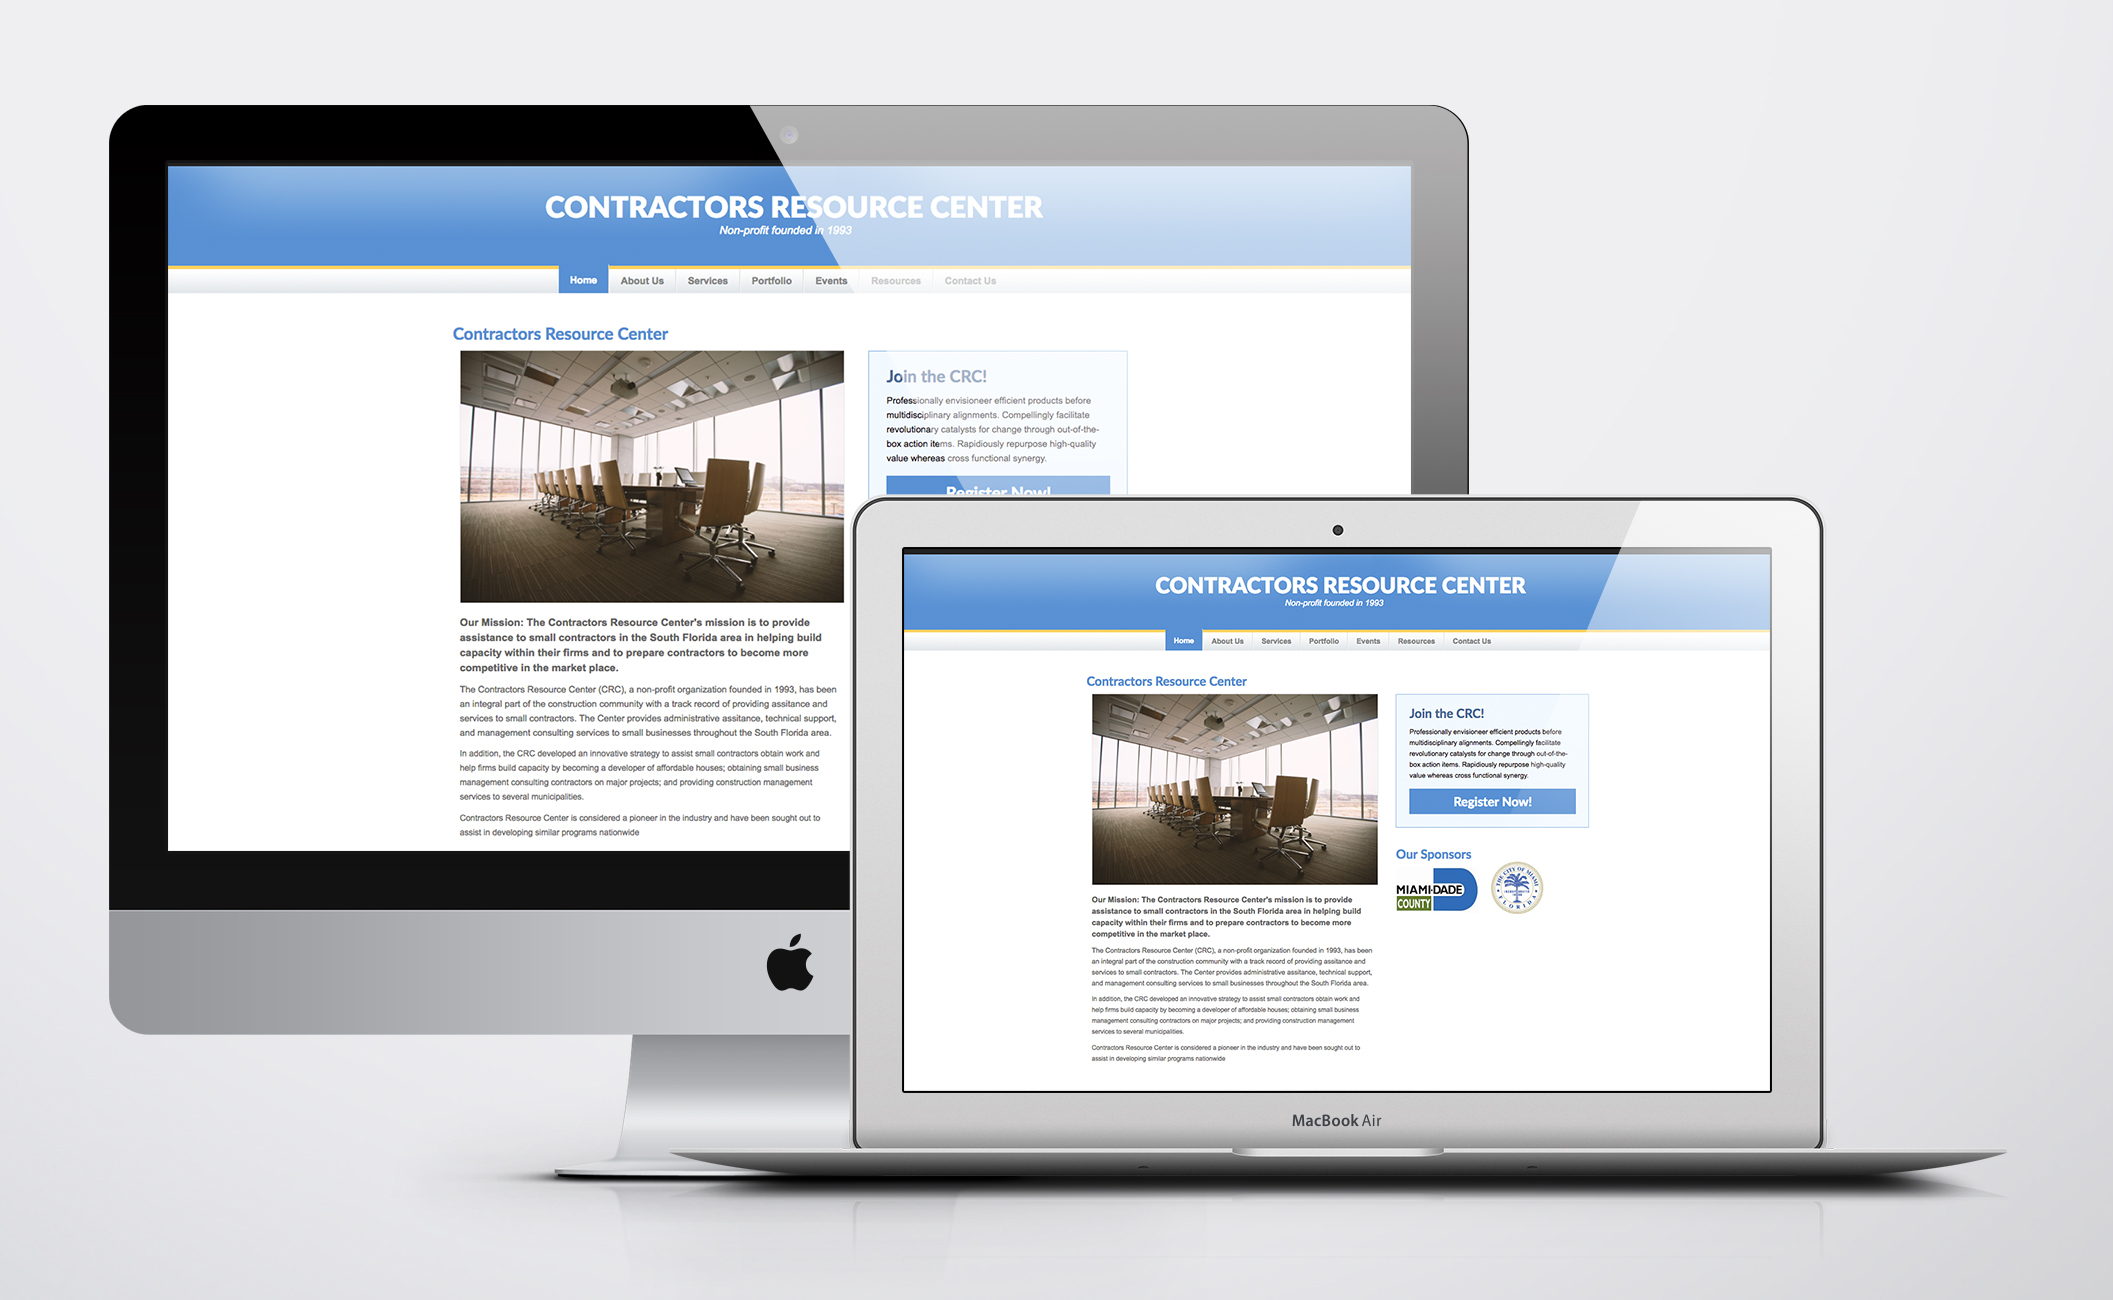 CONTRACTORS RESOURCE CENTER
Non-profit founded in 1993
Home About Us Services Portfolio Events Resources Contact Us
Contractors Resource Center
Join the CRC!
Professionally envisioneer efficient products before
multidisciplinary alignments. Compellingly facilitate
revolutionary catalysts for change through out-of-the-
box action items. Rapidiously repurpose high-quality
value whereas cross functional synergy.
Register Now!
Our Mission: The Contractors Resource Center's mission is to provide
assistance to small contractors in the South Florida area in helping build
capacity within their firms and to prepare contractors to become more
competitive in the market place.
The Contractors Resource Center (CRC), a non-profit organization founded in 1993, has been
an integral part of the construction community with a track record of providing assitance and
services to small contractors. The Center provides administrative assitance, technical support,
and management consulting services to small businesses throughout the South Florida area.
In addition, the CRC developed an innovative strategy to assist small contractors obtain work and
help firms build capacity by becoming a developer of affordable houses; obtaining small business
management consulting contractors on major projects; and providing construction management
services to several municipalities.
Contractors Resource Center is considered a pioneer in the industry and have been sought out to
assist in developing similar programs nationwide
CONTRACTORS RESOURCE CENTER
Non-profit founded in 1993
Home About Us Services Portfolio Events Resources Contact Us
Contractors Resource Center
Join the CRC!
Professionally envisioneer efficient products before
multidisciplinary alignments. Compellingly facilitate
revolutionary catalysts for change through out-of-the-
box action items. Rapidiously repurpose high-quality
value whereas cross functional synergy.
Register Now!
Our Sponsors
MIAMI-DADE
COUNTY
THE CITY OF MIAMI
FLORIDA
Our Mission: The Contractors Resource Center's mission is to provide
assistance to small contractors in the South Florida area in helping build
capacity within their firms and to prepare contractors to become more
competitive in the market place.
The Contractors Resource Center (CRC), a non-profit organization founded in 1993, has been
an integral part of the construction community with a track record of providing assitance and
services to small contractors. The Center provides administrative assitance, technical support,
and management consulting services to small businesses throughout the South Florida area.
In addition, the CRC developed an innovative strategy to assist small contractors obtain work and
help firms build capacity by becoming a developer of affordable houses; obtaining small business
management consulting contractors on major projects; and providing construction management
services to several municipalities.
Contractors Resource Center is considered a pioneer in the industry and have been sought out to
assist in developing similar programs nationwide
MacBook Air